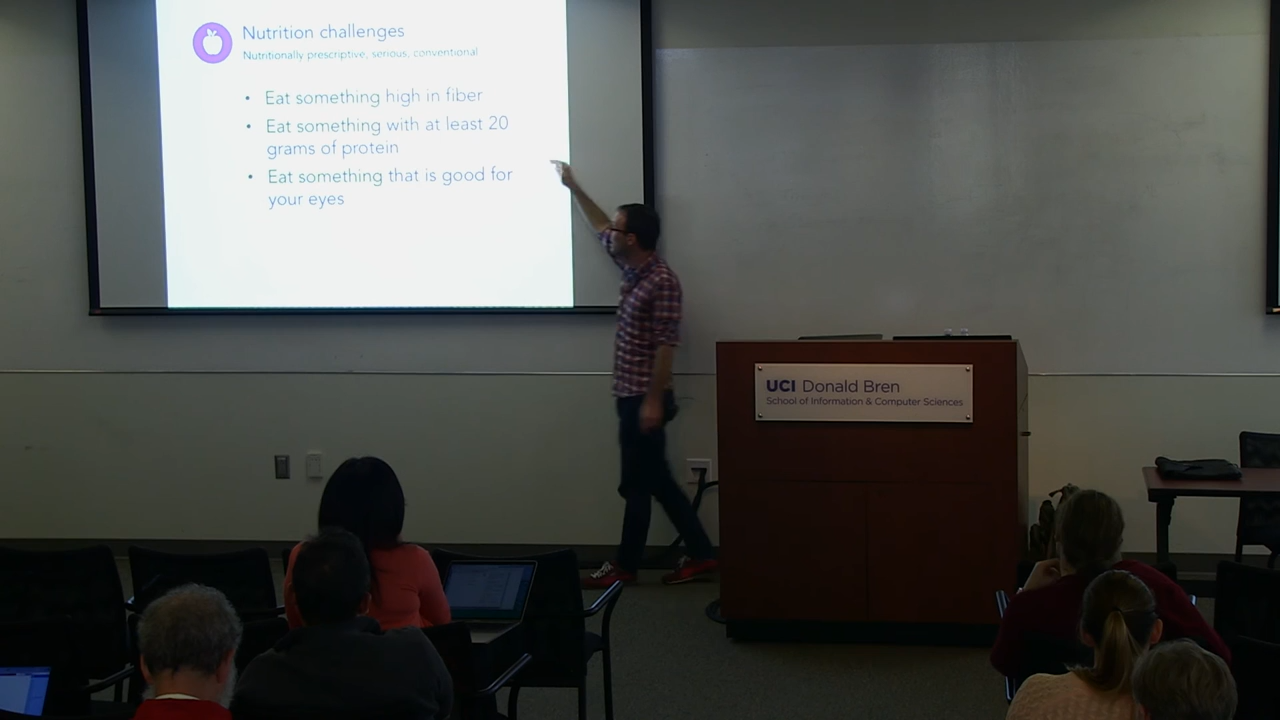 Nutrition challenges
Nutritionally prescriptive, serious, conventional
• Eat something high in fiber
• Eat something with at least 20
grams of protein
• Eat something that is good for
your eyes
UCI Donald Bren
School of Information & Computer Sciences